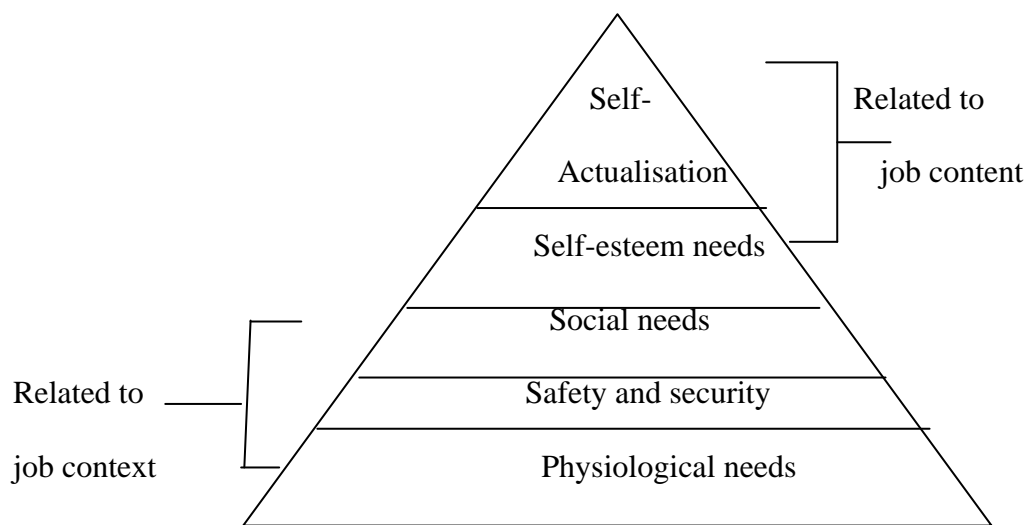 Self-
Actualisation
Related to
job content
Self-esteem needs
Social needs
Safety and security
Physiological needs
Related to
job context